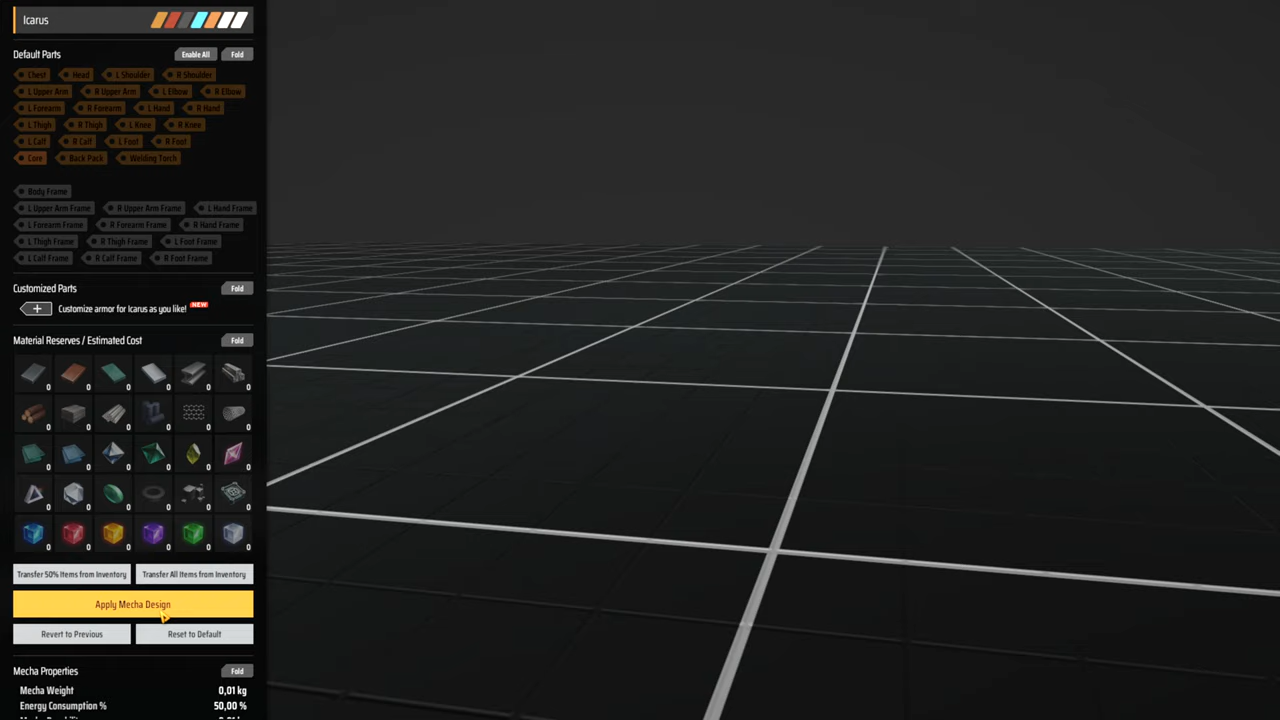 Icarus
Default Parts Enable All Fold
Chest Head L Shoulder R Shoulder
L Upper Arm R Upper Arm L Elbow R Elbow
L Forearm R Forearm L Hand R Hand
L Thigh R Thigh L Knee R Knee
L Calf R Calf L Foot R Foot
Core Back Pack Welding Torch
Body Frame
L Upper Arm Frame R Upper Arm Frame L Hand Frame
L Forearm Frame R Forearm Frame R Hand Frame
L Thigh Frame R Thigh Frame L Foot Frame
L Calf Frame R Calf Frame R Foot Frame
Customized Parts Fold
Customize armor for Icarus as you like! NEW
Material Reserves / Estimated Cost Fold
0 0 0 0 0 0
0 0 0 0 0 0
0 0 0 0 0 0
0 0 0 0 0 0
0 0 0 0 0 0
Transfer 50% Items from Inventory Transfer All Items from Inventory
Apply Mecha Design
Revert to Previous Reset to Default
Mecha Properties Fold
Mecha Weight 0,01 kg
Energy Consumption % 50,00 %